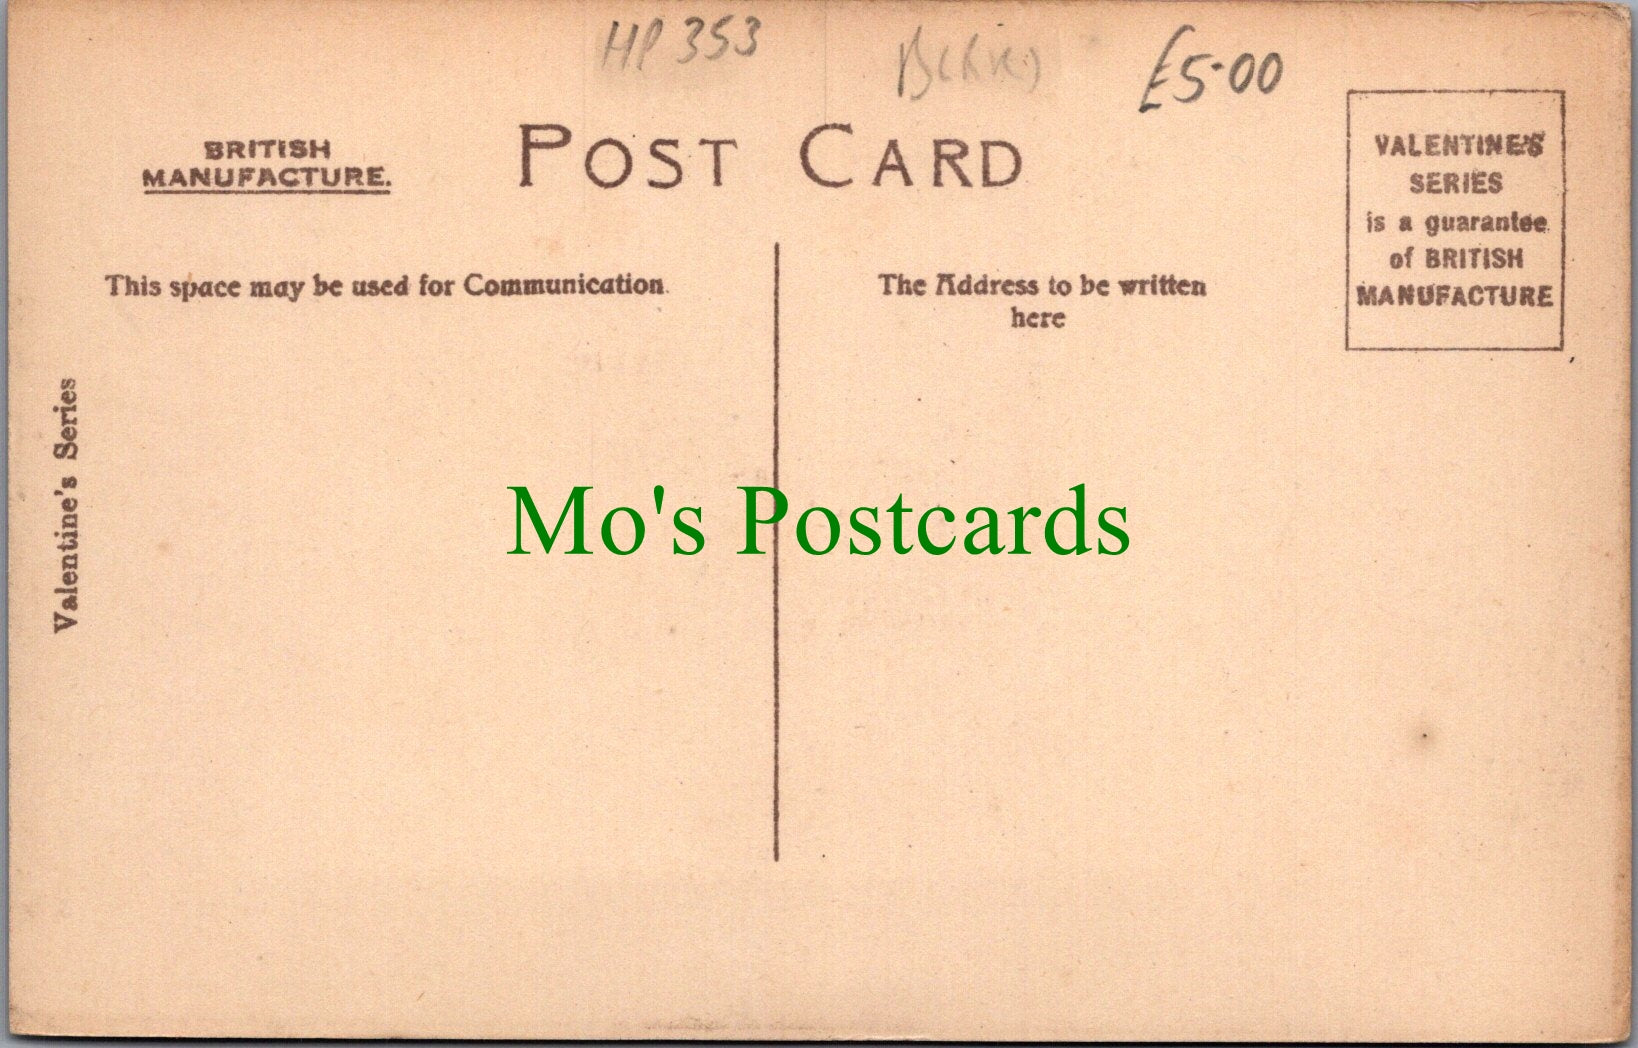 HP 353
£5.00
BRITISH
MANUFACTURE.
POST CARD
VALENTINE'S
SERIES
is a guarantee
of BRITISH
MANUFACTURE
This space may be used for Communication.
The Address to be written
here
Valentine's Series
Mo's Postcards